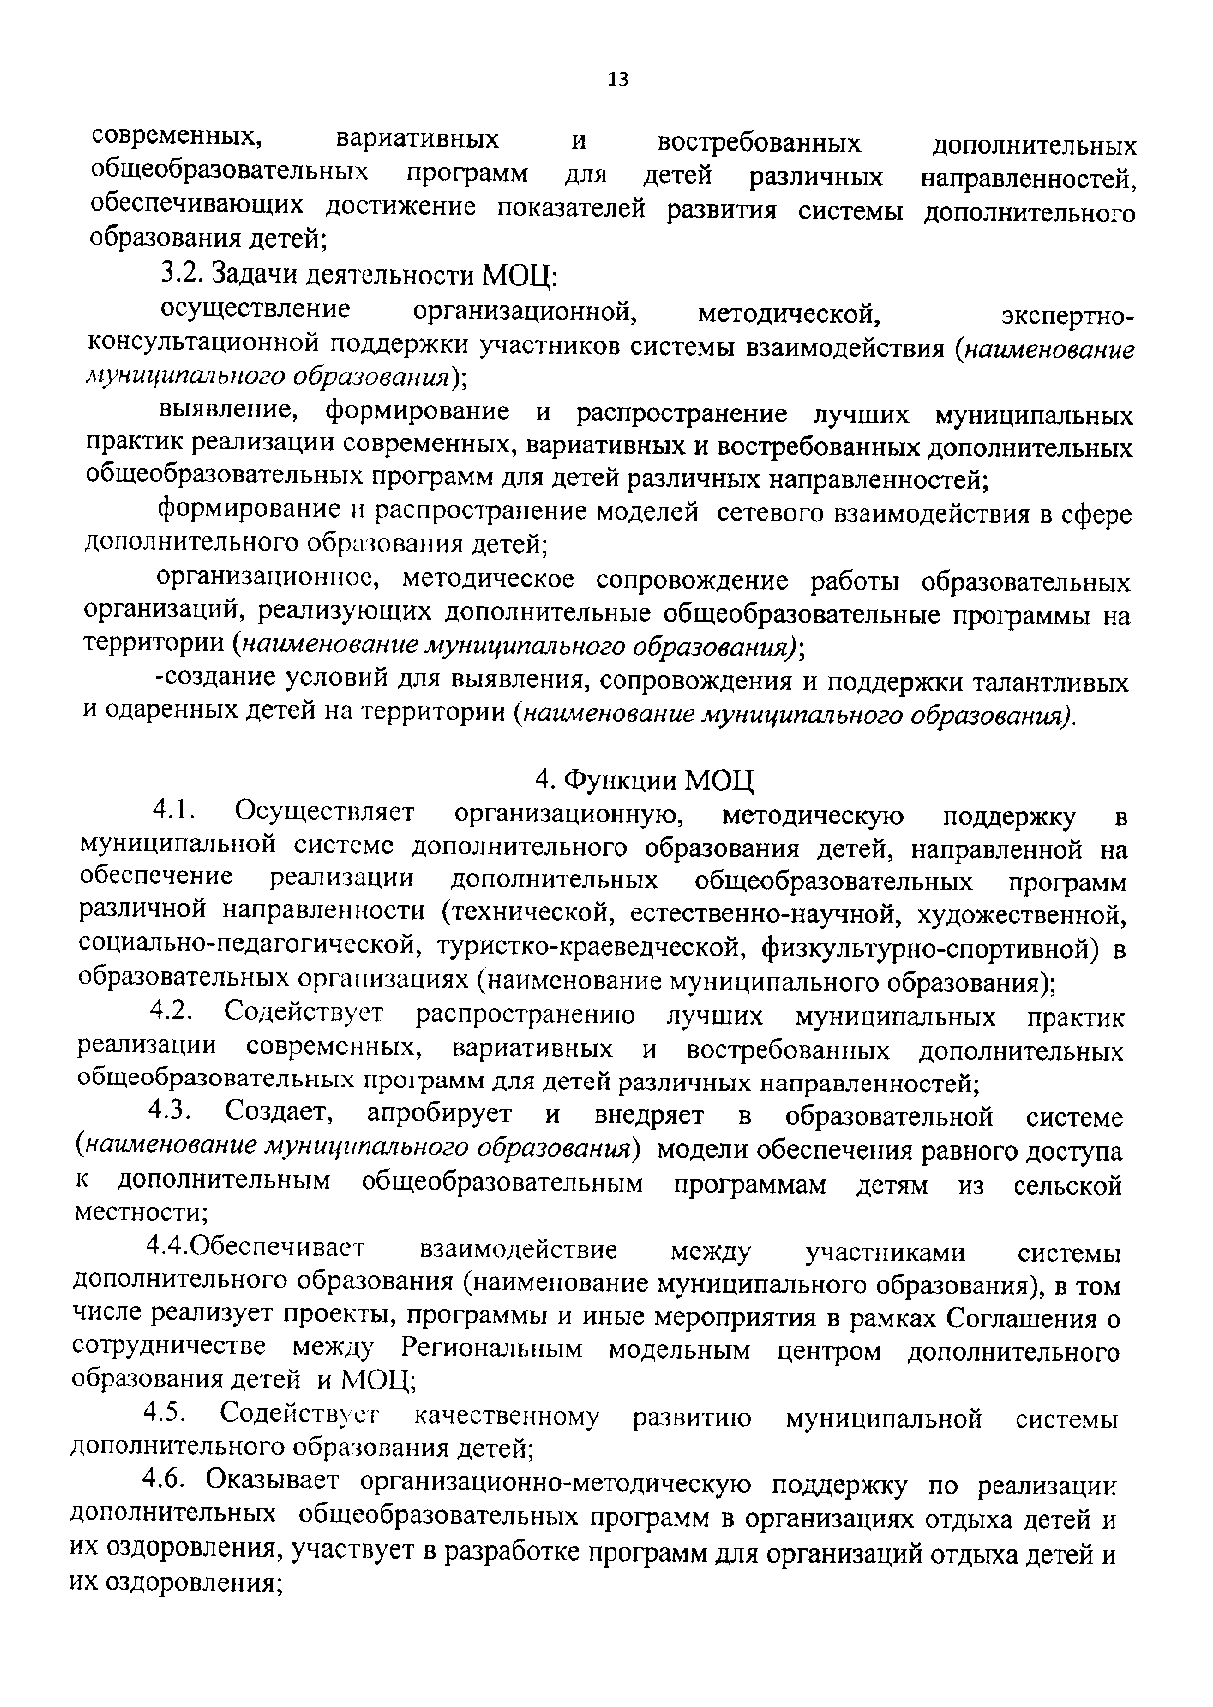 13
современных, вариативных и востребованных дополнительных
общеобразовательных программ для детей различных направленностей,
обеспечивающих достижение показателей развития системы дополнительного
образования детей;
3.2. Задачи деятельности МОЦ:
осуществление организационной, методической, экспертно-
консультационной поддержки участников системы взаимодействия (наименование
муниципального образования);
выявление, формирование и распространение лучших муниципальных
практик реализации современных, вариативных и востребованных дополнительных
общеобразовательных программ для детей различных направленностей;
формирование и распространение моделей сетевого взаимодействия в сфере
дополнительного образования детей;
организационное, методическое сопровождение работы образовательных
организаций, реализующих дополнительные общеобразовательные программы на
территории (наименование муниципального образования);
-создание условий для выявления, сопровождения и поддержки талантливых
и одаренных детей на территории (наименование муниципального образования).
4. Функции МОЦ
4.1. Осуществляет организационную, методическую поддержку в
муниципальной системе дополнительного образования детей, направленной на
обеспечение реализации дополнительных общеобразовательных программ
различной направленности (технической, естественно-научной, художественной,
социально-педагогической, туристко-краеведческой, физкультурно-спортивной) в
образовательных организациях (наименование муниципального образования);
4.2. Содействует распространению лучших муниципальных практик
реализации современных, вариативных и востребованных дополнительных
общеобразовательных программ для детей различных направленностей;
4.3. Создает, апробирует и внедряет в образовательной системе
(наименование муниципального образования) модели обеспечения равного доступа
к дополнительным общеобразовательным программам детям из сельской
местности;
4.4.Обеспечивает взаимодействие между участниками системы
дополнительного образования (наименование муниципального образования), в том
числе реализует проекты, программы и иные мероприятия в рамках Соглашения о
сотрудничестве между Региональным модельным центром дополнительного
образования детей и МОЦ;
4.5. Содействует качественному развитию муниципальной системы
дополнительного образования детей;
4.6. Оказывает организационно-методическую поддержку по реализации
дополнительных общеобразовательных программ в организациях отдыха детей и
их оздоровления, участвует в разработке программ для организаций отдыха детей и
их оздоровления;